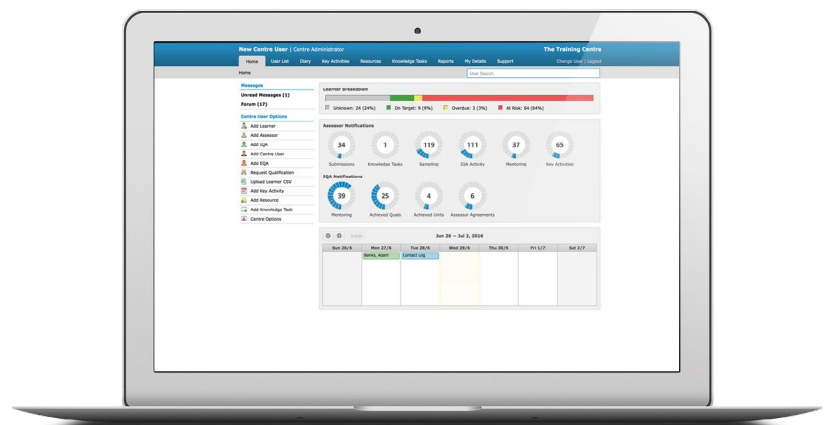 New Centre User | Centre Administrator
The Training Centre
Home User List Diary Key Activities Resources Knowledge Tasks Reports My Details Support
Change User | Logout
Home
User Search
Messages
Unread Messages (1)
Forum (17)
Centre User Options
Add Learner
Add Assessor
Add IQA
Add Centre User
Add EQA
Request Qualification
Upload Learner CSV
Add Key Activity
Add Resource
Add Knowledge Task
Centre Options
Learner Breakdown
Unknown: 24 (24%) On Target: 9 (9%) Overdue: 3 (3%) At Risk: 64 (64%)
Assessor Notifications
34 1 119 111 37 65
Submissions Knowledge Tasks Sampling IQA Activity Mentoring Key Activities
IQA Notifications
39 25 4 6
Mentoring Achieved Quals Achieved Units Assessor Agreements
Today
Jun 26 — Jul 2, 2016
Sun 26/6 Mon 27/6 Tue 28/6 Wed 29/6 Thu 30/6 Fri 1/7 Sat 2/7
Banks, Adam Contact Log